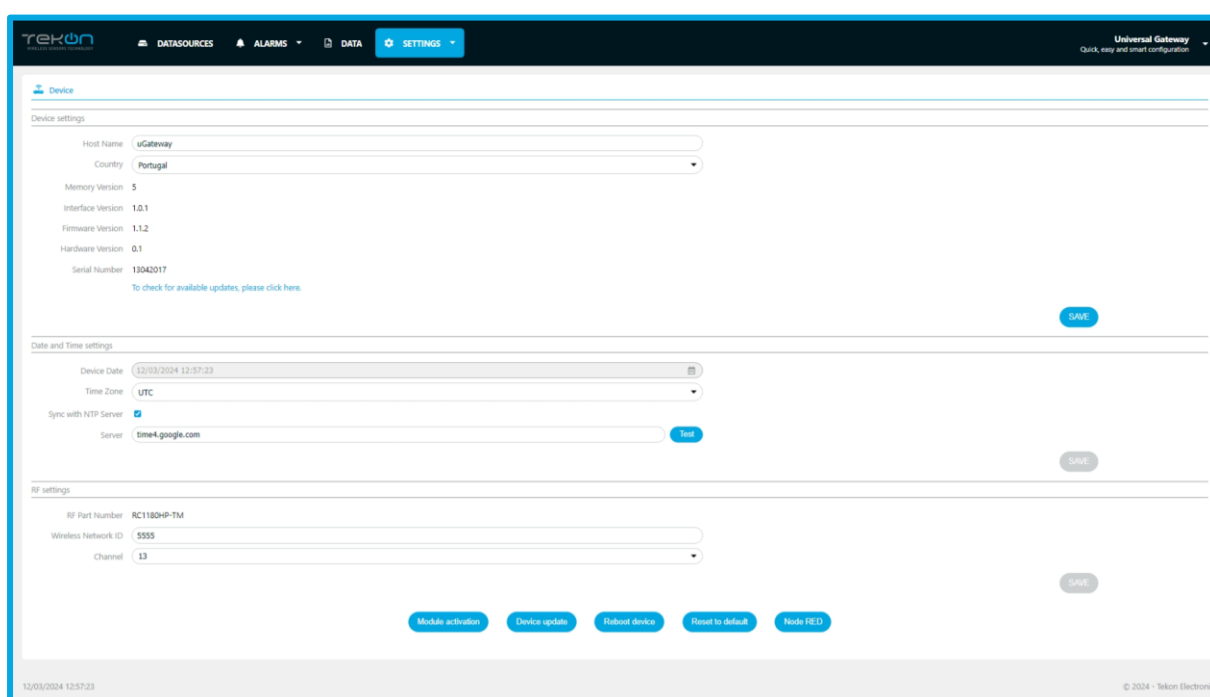 TEKON
WIRELESS SENSORS TECHNOLOGIES
DATASOURCES
ALARMS
DATA
SETTINGS
Universal Gateway
Quick, easy and smart configuration
Device
Device settings
Host Name uGateway
Country Portugal
Memory Version 5
Interface Version 1.0.1
Firmware Version 1.1.2
Hardware Version 0.1
Serial Number 13042017
To check for available updates, please click here.
SAVE
Date and Time settings
Device Date 12/03/2024 12:57:23
Time Zone UTC
Sync with NTP Server
Server time4.google.com Test
SAVE
RF settings
RF Part Number RC1180HP-TM
Wireless Network ID 5555
Channel 13
SAVE
Module activation Device update Reboot device Reset to default Node RED
12/03/2024 12:57:23 © 2024 - Tekon Electroni